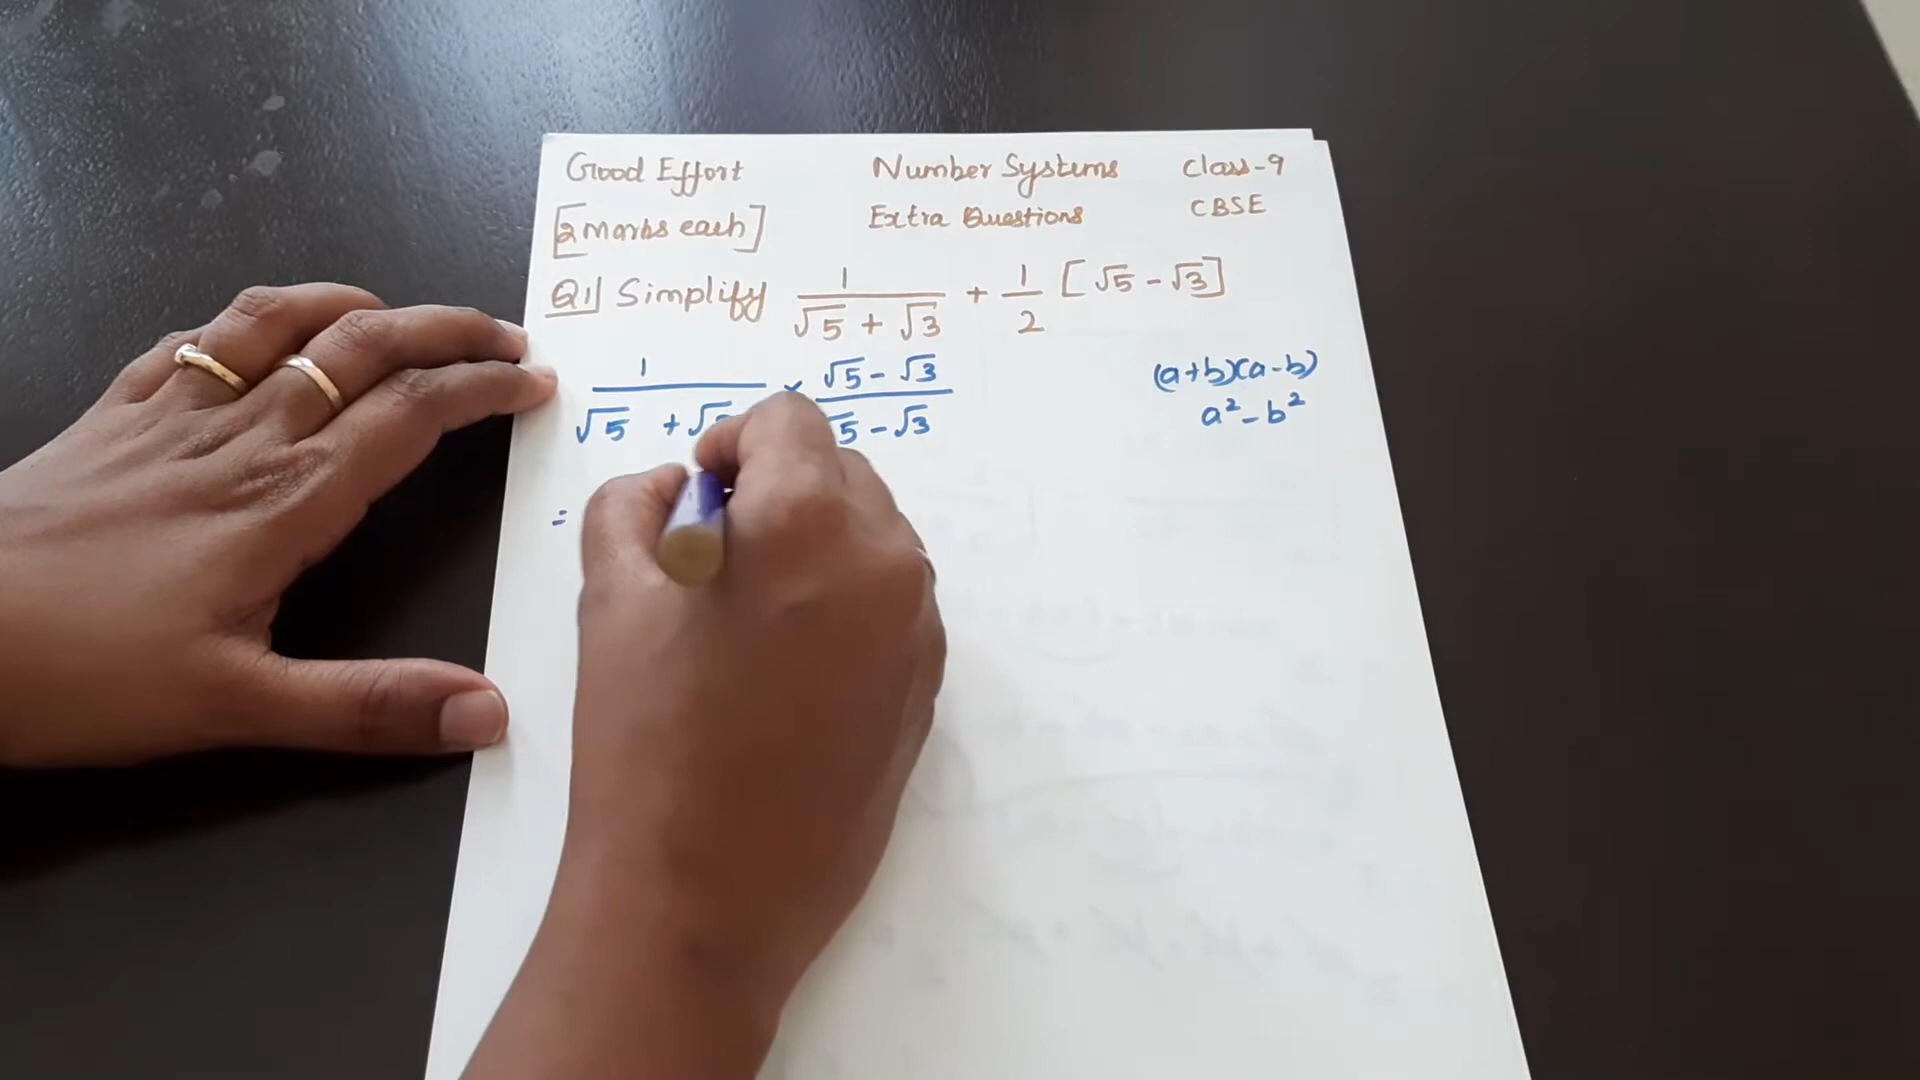 Good Effort Number Systems Class-9
[2 Marks each] Extra Questions CBSE
Q1] Simplify 1/(√5 + √3) + 1/2 [√5 - √3]
1/(√5 + √ × (√5 - √3)/(√5 - √3) (a+b)(a-b)
a² - b²
=